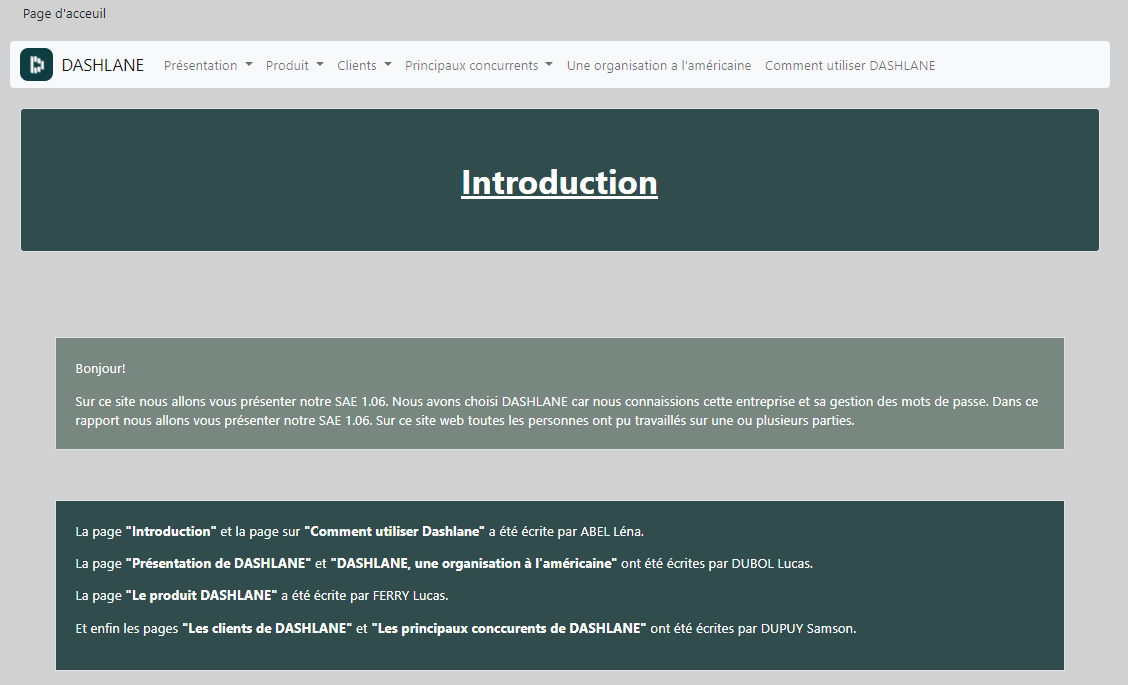 Page d'acceuil
DASHLANE Présentation Produit Clients Principaux concurrents Une organisation a l'américaine Comment utiliser DASHLANE
Introduction
Bonjour!
Sur ce site nous allons vous présenter notre SAE 1.06. Nous avons choisi DASHLANE car nous connaissions cette entreprise et sa gestion des mots de passe. Dans ce
rapport nous allons vous présenter notre SAE 1.06. Sur ce site web toutes les personnes ont pu travaillés sur une ou plusieurs parties.
La page "Introduction" et la page sur "Comment utiliser Dashlane" a été écrite par ABEL Léna.
La page "Présentation de DASHLANE" et "DASHLANE, une organisation à l'américaine" ont été écrites par DUBOL Lucas.
La page "Le produit DASHLANE" a été écrite par FERRY Lucas.
Et enfin les pages "Les clients de DASHLANE" et "Les principaux conccurents de DASHLANE" ont été écrites par DUPUY Samson.